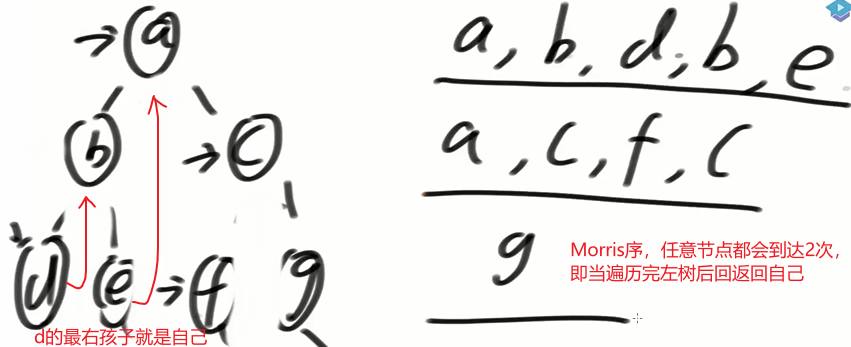 a
b
c
d
e
f
g
d的最右孩子就是自己
a, b, d, b, e
a, c, f, c
g
Morris序，任意节点都会到达2次，
即当遍历完左树后回返回自己